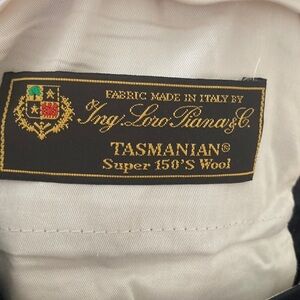 FABRIC MADE IN ITALY BY
Ing. Loro Piana & C.
TASMANIAN®
Super 150'S Wool